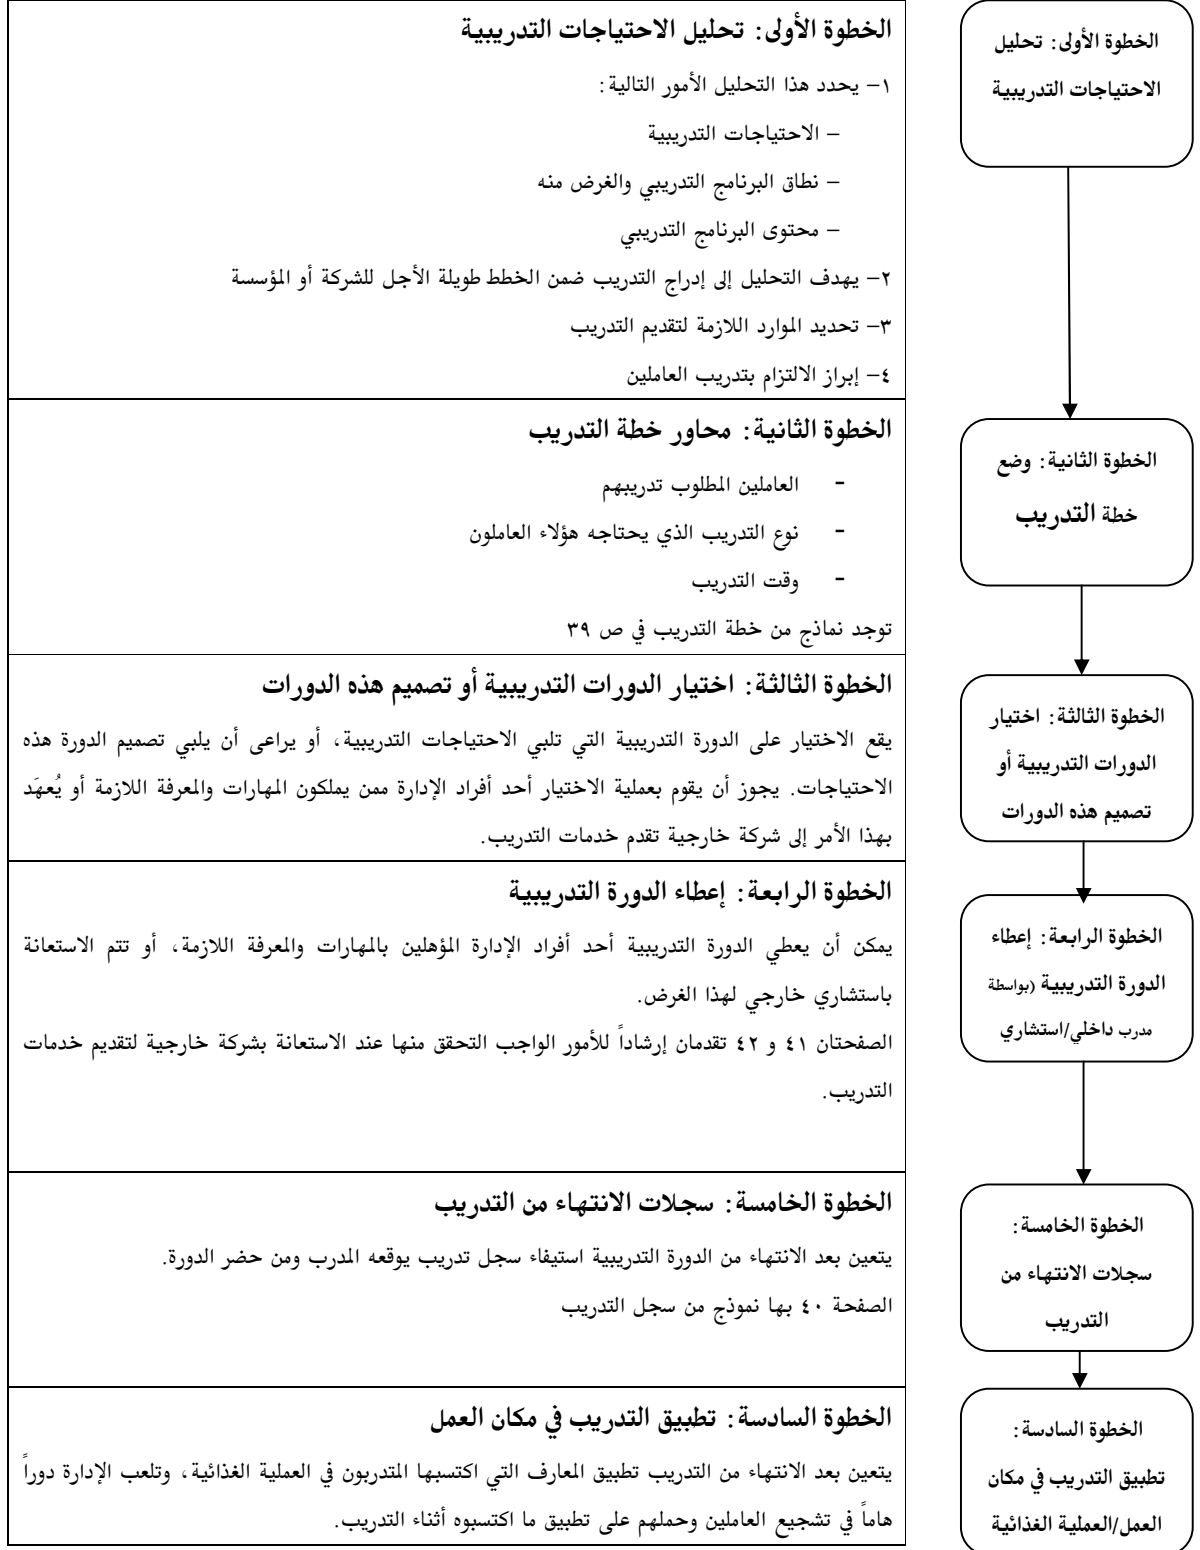 الخطوة الأولى: تحليل
الاحتياجات التدريبية
الخطوة الأولى: تحليل الاحتياجات التدريبية
١- يحدد هذا التحليل الأمور التالية:
- الاحتياجات التدريبية
- نطاق البرنامج التدريبي والغرض منه
- محتوى البرنامج التدريبي
٢- يهدف التحليل إلى إدراج التدريب ضمن الخطط طويلة الأجل للشركة أو المؤسسة
٣- تحديد الموارد اللازمة لتقديم التدريب
٤- إبراز الالتزام بتدريب العاملين
الخطوة الثانية: وضع
خطة التدريب
الخطوة الثانية: محاور خطة التدريب
- العاملين المطلوب تدريبهم
- نوع التدريب الذي يحتاجه هؤلاء العاملون
- وقت التدريب
توجد نماذج من خطة التدريب في ص ٣٩
الخطوة الثالثة: اختيار
الدورات التدريبية أو
تصميم هذه الدورات
الخطوة الثالثة: اختيار الدورات التدريبية أو تصميم هذه الدورات
يقع الاختيار على الدورة التدريبية التي تلبي الاحتياجات التدريبية، أو يراعى أن يلبي تصميم الدورة هذه
الاحتياجات. يجوز أن يقوم بعملية الاختيار أحد أفراد الإدارة ممن يملكون المهارات والمعرفة اللازمة أو يُعهَد
بهذا الأمر إلى شركة خارجية تقدم خدمات التدريب.
الخطوة الرابعة: إعطاء
الدورة التدريبية (بواسطة
مدرب داخلي/استشاري
الخطوة الرابعة: إعطاء الدورة التدريبية
يمكن أن يعطي الدورة التدريبية أحد أفراد الإدارة المؤهلين بالمهارات والمعرفة اللازمة، أو تتم الاستعانة
باستشاري خارجي لهذا الغرض.
الصفحتان ٤١ و ٤٢ تقدمان إرشاداً للأمور الواجب التحقق منها عند الاستعانة بشركة خارجية لتقديم خدمات
التدريب.
الخطوة الخامسة:
سجلات الانتهاء من
التدريب
الخطوة الخامسة: سجلات الانتهاء من التدريب
يتعين بعد الانتهاء من الدورة التدريبية استيفاء سجل تدريب يوقعه المدرب ومن حضر الدورة.
الصفحة ٤٠ بها نموذج من سجل التدريب
الخطوة السادسة:
تطبيق التدريب في مكان
العمل/العملية الغذائية
الخطوة السادسة: تطبيق التدريب في مكان العمل
يتعين بعد الانتهاء من التدريب تطبيق المعارف التي اكتسبها المتدربون في العملية الغذائية، وتلعب الإدارة دوراً
هاماً في تشجيع العاملين وحملهم على تطبيق ما اكتسبوه أثناء التدريب.